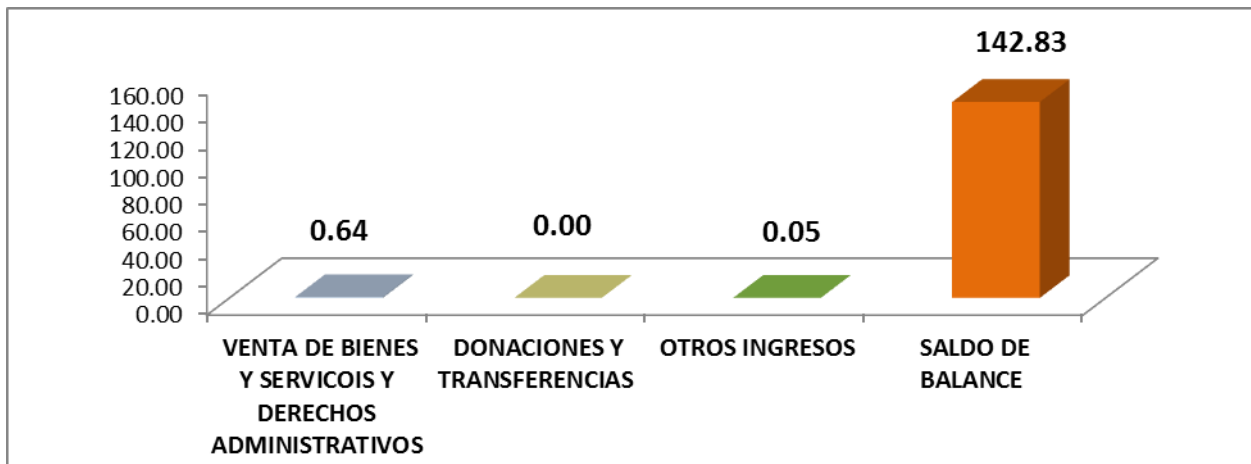 142.83
160.00
140.00
120.00
100.00
80.00
60.00
40.00
20.00
0.00
0.64
0.00
0.05
VENTA DE BIENES
Y SERVICOIS Y
DERECHOS
ADMINISTRATIVOS
DONACIONES Y
TRANSFERENCIAS
OTROS INGRESOS
SALDO DE
BALANCE